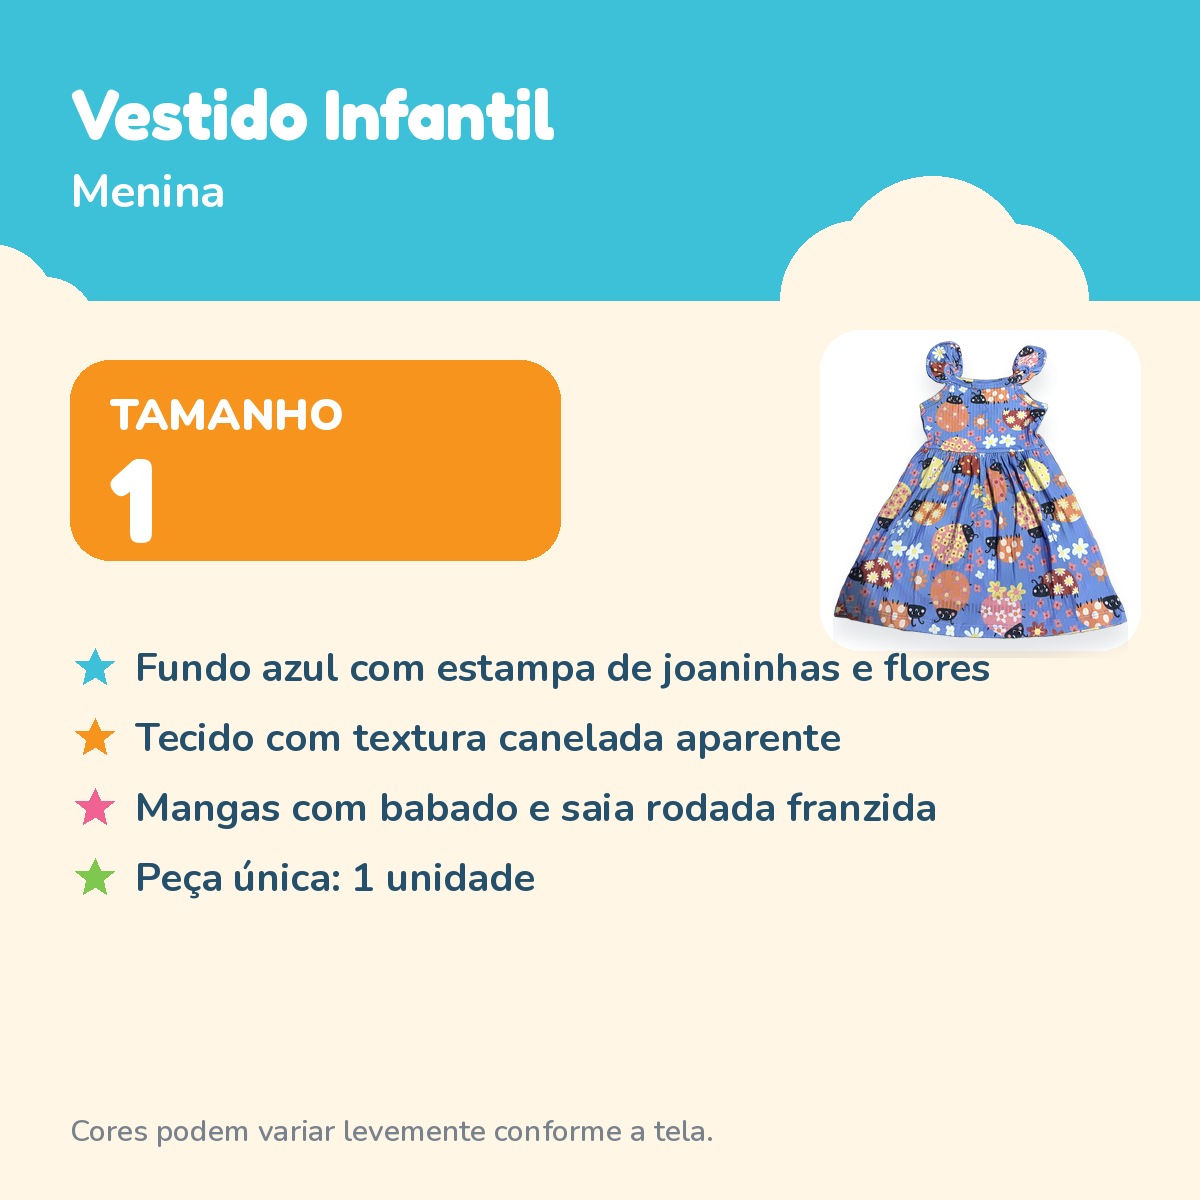 Vestido Infantil
Menina
TAMANHO
1
Fundo azul com estampa de joaninhas e flores
Tecido com textura canelada aparente
Mangas com babado e saia rodada franzida
Peça única: 1 unidade
Cores podem variar levemente conforme a tela.